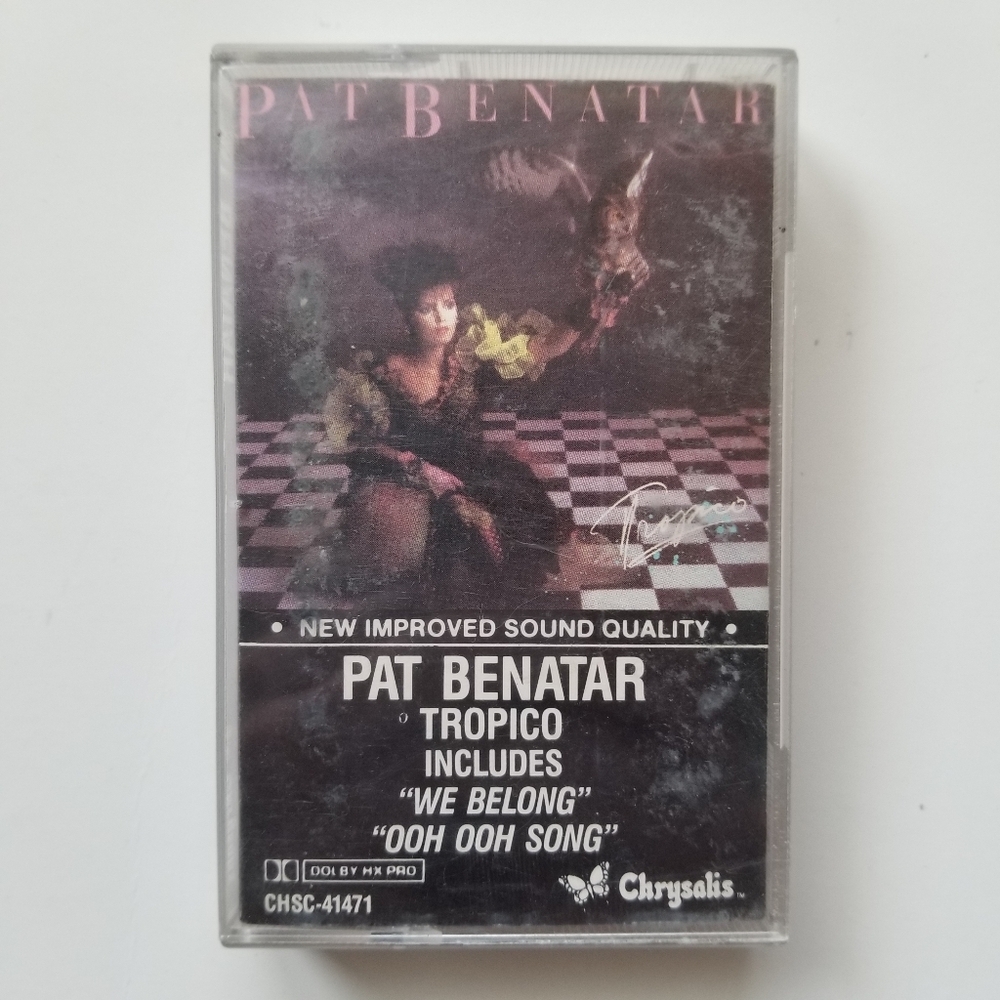 PAT BENATAR
Tropico
• NEW IMPROVED SOUND QUALITY •
PAT BENATAR
TROPICO
INCLUDES
“WE BELONG”
“OOH OOH SONG”
DOLBY HX PRO
CHSC-41471
Chrysalis™